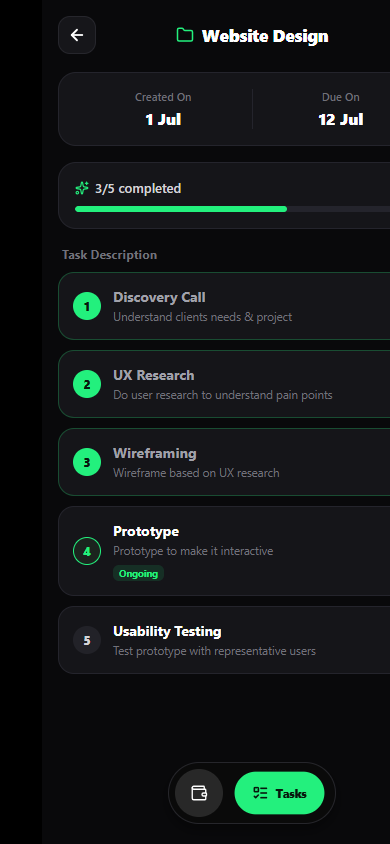 Website Design
Created On
Due On
1 Jul
12 Jul
3/5 completed
Task Description
1
Discovery Call
Understand clients needs & project
2
UX Research
Do user research to understand pain points
3
Wireframing
Wireframe based on UX research
4
Prototype
Prototype to make it interactive
Ongoing
5
Usability Testing
Test prototype with representative users
Tasks